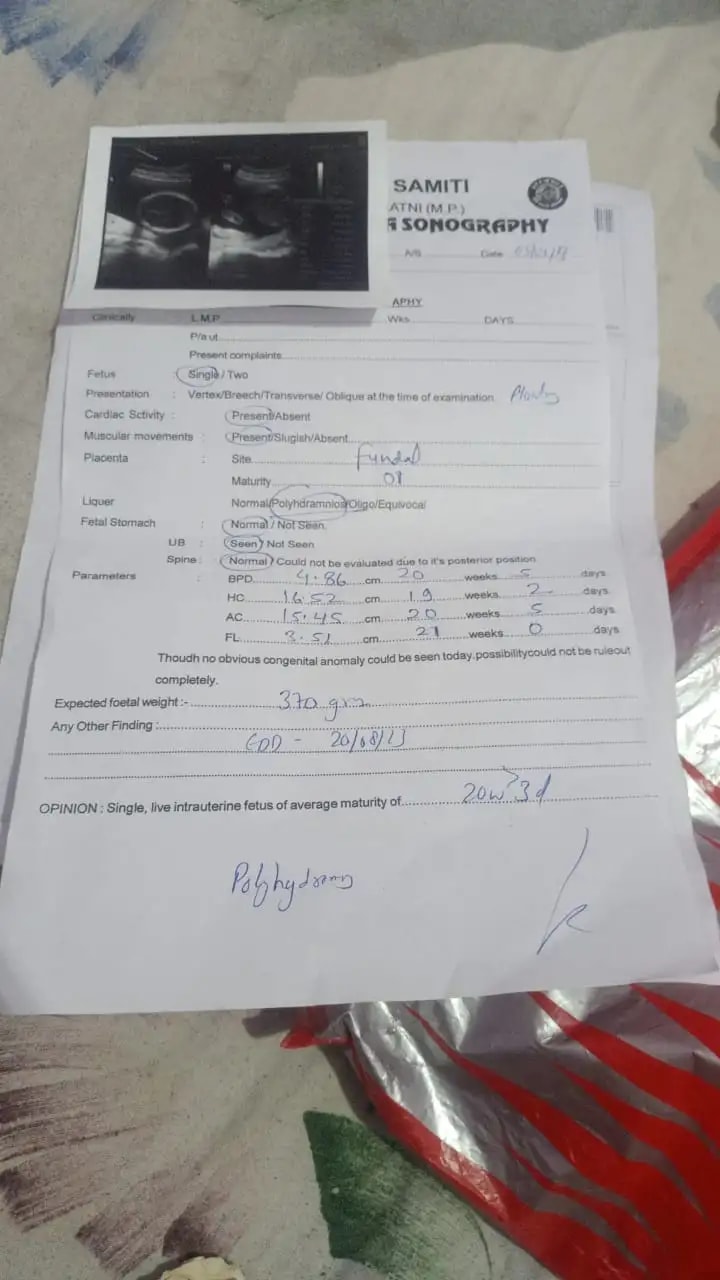 SAMITI
ATNI (M.P.)
SONOGRAPHY
A/G Date
APHY
Clinically L.M.P Wks DAYS
P/a ut
Present complaints
Fetus : Single / Two
Presentation : Vertex/Breech/Transverse/ Oblique at the time of examination.
Cardiac Sctivity : Present/Absent
Muscular movements : Present/Slugish/Absent
Placenta : Site fundal
Maturity 01
Liquer Normal/Polyhdramnios/Oligo/Equivocal
Fetal Stomach : Normal / Not Seen
UB : Seen / Not Seen
Spine : Normal / Could not be evaluated due to it's posterior position
Parameters : BPD 4.86 cm 20 weeks 5 days
HC 16.52 cm 19 weeks 2 days
AC 15.45 cm 20 weeks 5 days
FL 3.51 cm 21 weeks 0 days
Thoudh no obvious congenital anomaly could be seen today.possibilitycould not be ruleout
completely.
Expected foetal weight :- 370 gm
Any Other Finding :
EDD - 20/08/23
OPINION : Single, live intrauterine fetus of average maturity of 20w 3d